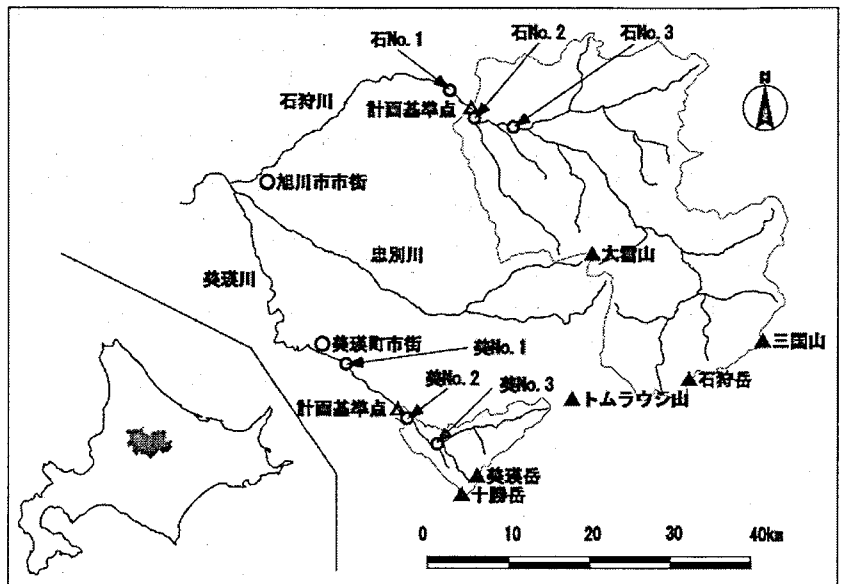 石No. 1
石No. 2
石No. 3
石狩川
計画基準点
N
旭川市市街
忠別川
大雪山
美瑛川
三国山
美瑛町市街
美No. 1
石狩岳
美No. 2
美No. 3
トムラウシ山
計画基準点
美瑛岳
十勝岳
0
10
20
30
40km